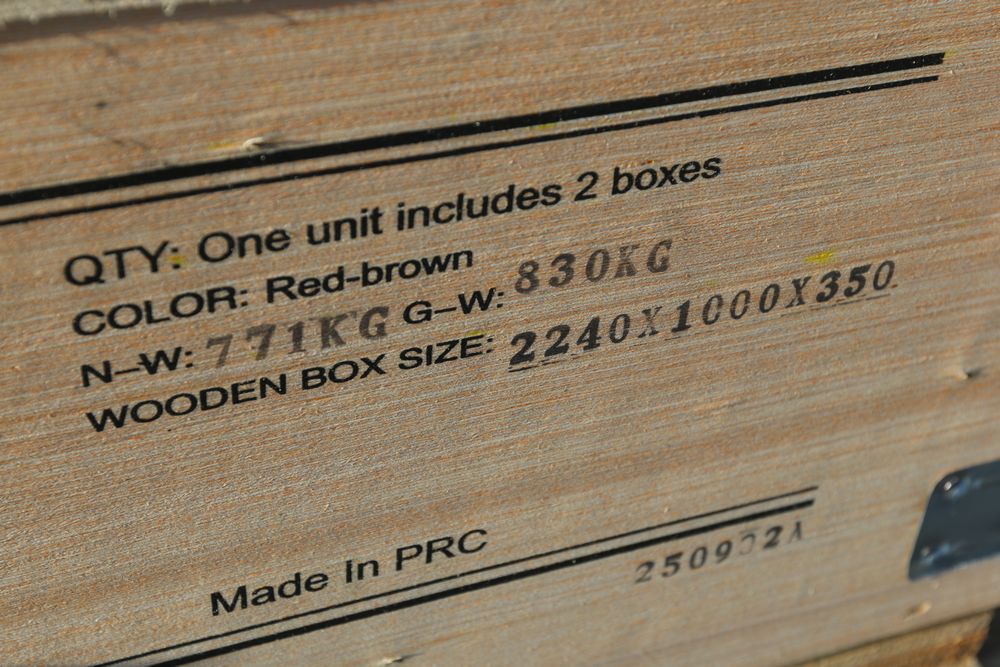 QTY: One unit includes 2 boxes
COLOR: Red-brown
N-W: 771KG G-W: 830KG
WOODEN BOX SIZE: 2240X1000X350
Made In PRC